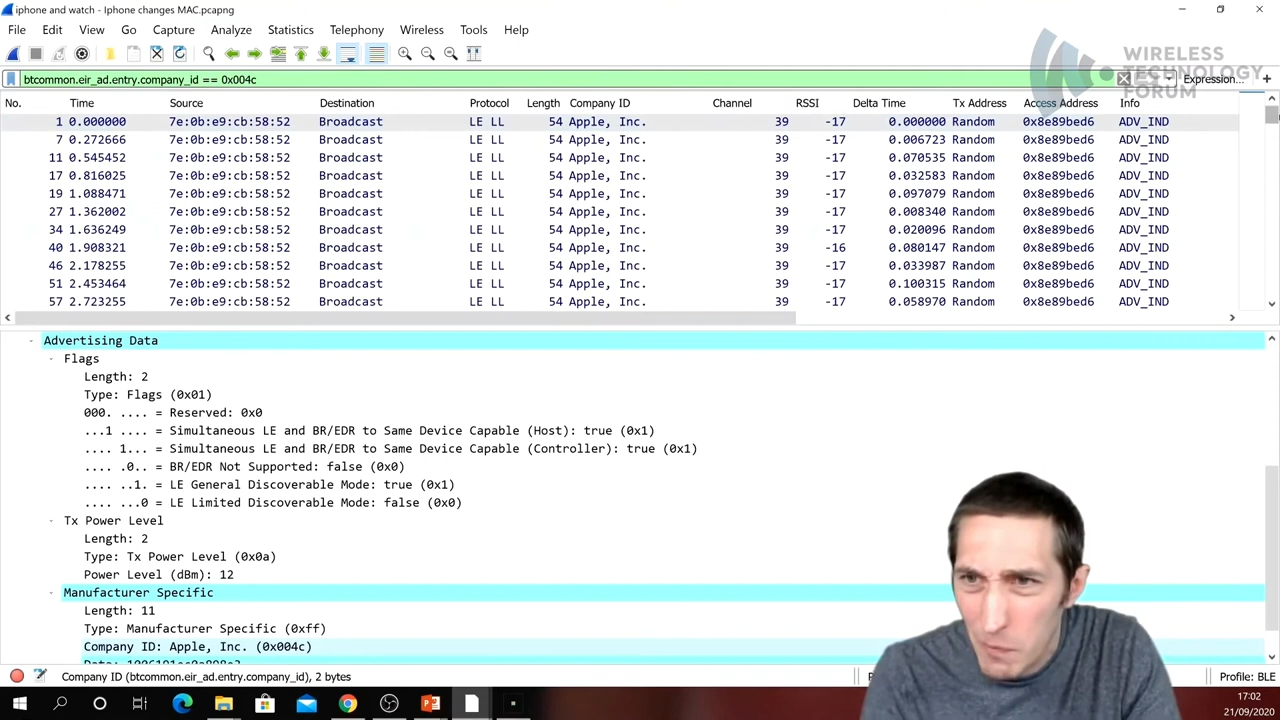 iphone and watch - Iphone changes MAC.pcapng
File Edit View Go Capture Analyze Statistics Telephony Wireless Tools Help
WIRELESS
TECHNOLOGY
FORUM
btcommon.eir_ad.entry.company_id == 0x004c Expression... +
No. Time Source Destination Protocol Length Company ID Channel RSSI Delta Time Tx Address Access Address Info
1 0.000000 7e:0b:e9:cb:58:52 Broadcast LE LL 54 Apple, Inc. 39 -17 0.000000 Random 0x8e89bed6 ADV_IND
7 0.272666 7e:0b:e9:cb:58:52 Broadcast LE LL 54 Apple, Inc. 39 -17 0.006723 Random 0x8e89bed6 ADV_IND
11 0.545452 7e:0b:e9:cb:58:52 Broadcast LE LL 54 Apple, Inc. 39 -17 0.070535 Random 0x8e89bed6 ADV_IND
17 0.816025 7e:0b:e9:cb:58:52 Broadcast LE LL 54 Apple, Inc. 39 -17 0.032583 Random 0x8e89bed6 ADV_IND
19 1.088471 7e:0b:e9:cb:58:52 Broadcast LE LL 54 Apple, Inc. 39 -17 0.097079 Random 0x8e89bed6 ADV_IND
27 1.362002 7e:0b:e9:cb:58:52 Broadcast LE LL 54 Apple, Inc. 39 -17 0.008340 Random 0x8e89bed6 ADV_IND
34 1.636249 7e:0b:e9:cb:58:52 Broadcast LE LL 54 Apple, Inc. 39 -17 0.020096 Random 0x8e89bed6 ADV_IND
40 1.908321 7e:0b:e9:cb:58:52 Broadcast LE LL 54 Apple, Inc. 39 -16 0.080147 Random 0x8e89bed6 ADV_IND
46 2.178255 7e:0b:e9:cb:58:52 Broadcast LE LL 54 Apple, Inc. 39 -17 0.033987 Random 0x8e89bed6 ADV_IND
51 2.453464 7e:0b:e9:cb:58:52 Broadcast LE LL 54 Apple, Inc. 39 -17 0.100315 Random 0x8e89bed6 ADV_IND
57 2.723255 7e:0b:e9:cb:58:52 Broadcast LE LL 54 Apple, Inc. 39 -17 0.058970 Random 0x8e89bed6 ADV_IND
Advertising Data
Flags
Length: 2
Type: Flags (0x01)
000. .... = Reserved: 0x0
...1 .... = Simultaneous LE and BR/EDR to Same Device Capable (Host): true (0x1)
.... 1... = Simultaneous LE and BR/EDR to Same Device Capable (Controller): true (0x1)
.... .0.. = BR/EDR Not Supported: false (0x0)
.... ..1. = LE General Discoverable Mode: true (0x1)
.... ...0 = LE Limited Discoverable Mode: false (0x0)
Tx Power Level
Length: 2
Type: Tx Power Level (0x0a)
Power Level (dBm): 12
Manufacturer Specific
Length: 11
Type: Manufacturer Specific (0xff)
Company ID: Apple, Inc. (0x004c)
Company ID (btcommon.eir_ad.entry.company_id), 2 bytes Profile: BLE
17:02
21/09/2020